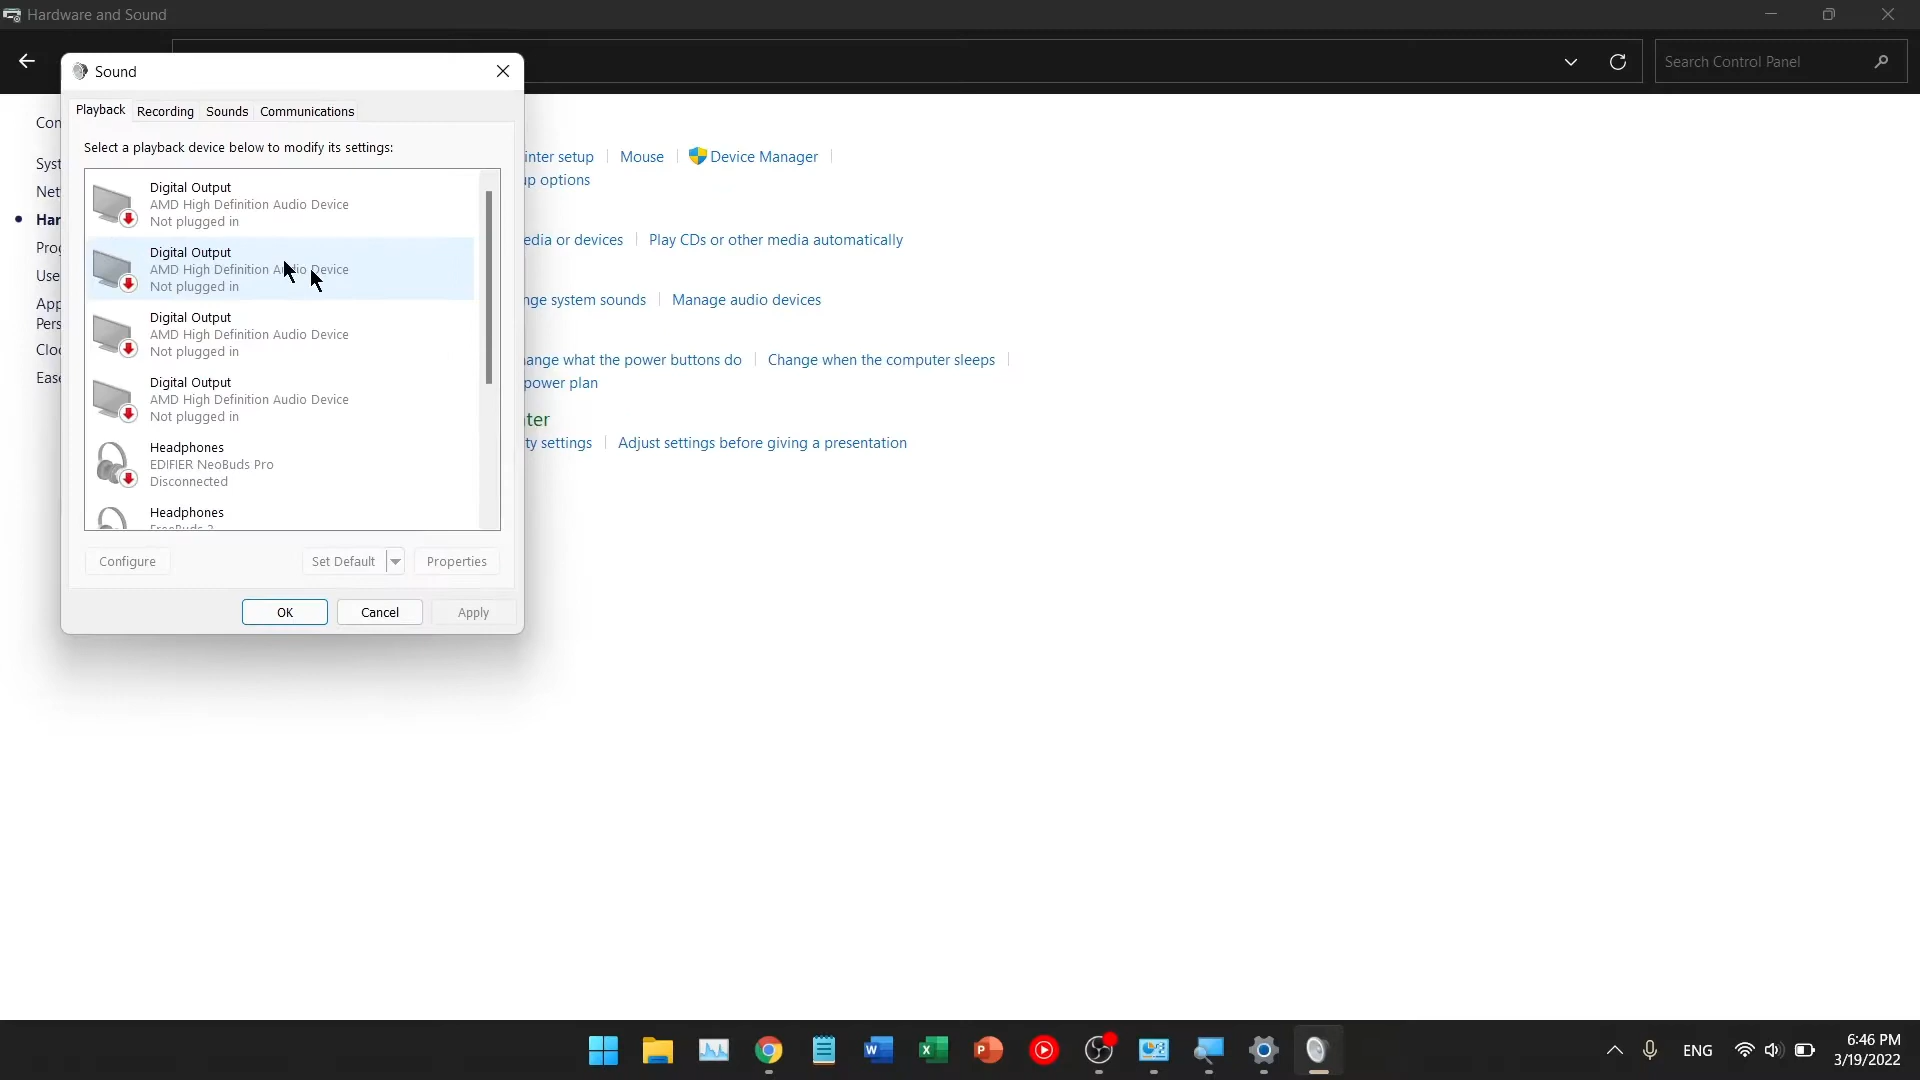 Hardware and Sound
Search Control Panel
Sound
Playback
Recording
Sounds
Communications
Select a playback device below to modify its settings:
Digital Output
AMD High Definition Audio Device
Not plugged in
Digital Output
AMD High Definition Audio Device
Not plugged in
Digital Output
AMD High Definition Audio Device
Not plugged in
Digital Output
AMD High Definition Audio Device
Not plugged in
Headphones
EDIFIER NeoBuds Pro
Disconnected
Headphones
Configure
Set Default
Properties
OK
Cancel
Apply
Con
Syst
Net
Har
Prog
Use
App
Pers
Cloc
Ease
inter setup
Mouse
Device Manager
up options
edia or devices
Play CDs or other media automatically
nge system sounds
Manage audio devices
ange what the power buttons do
Change when the computer sleeps
power plan
ter
ty settings
Adjust settings before giving a presentation
ENG
6:46 PM
3/19/2022